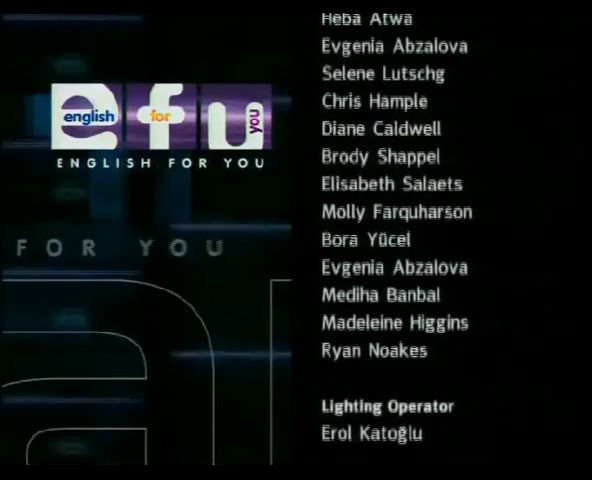 efu
english for you
ENGLISH FOR YOU
FOR YOU
Heba Atwa
Evgenia Abzalova
Selene Lutschg
Chris Hample
Diane Caldwell
Brody Shappel
Elisabeth Salaets
Molly Farquharson
Bora Yücel
Evgenia Abzalova
Mediha Banbal
Madeleine Higgins
Ryan Noakes
Lighting Operator
Erol Katoğlu